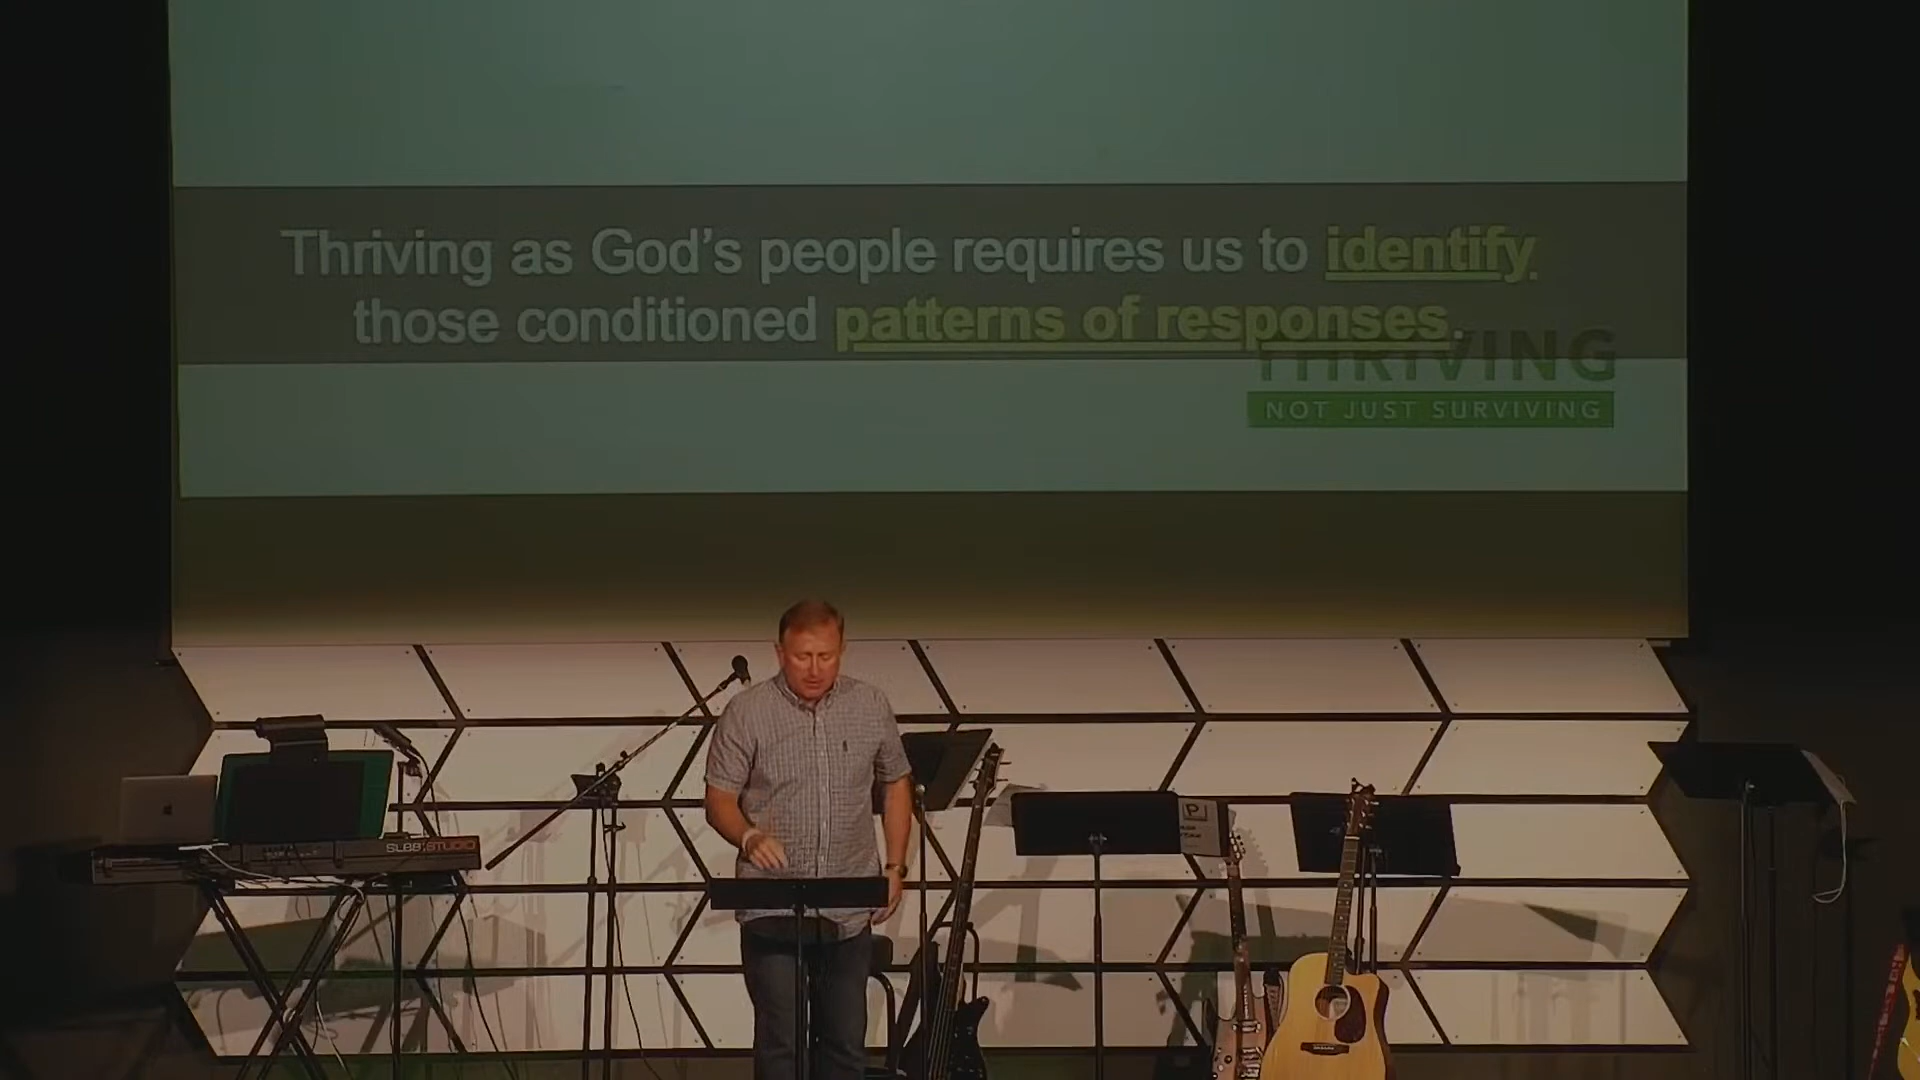 Thriving as God's people requires us to identify
those conditioned patterns of responses.
THRIVING
NOT JUST SURVIVING
SL88 STUDIO
P